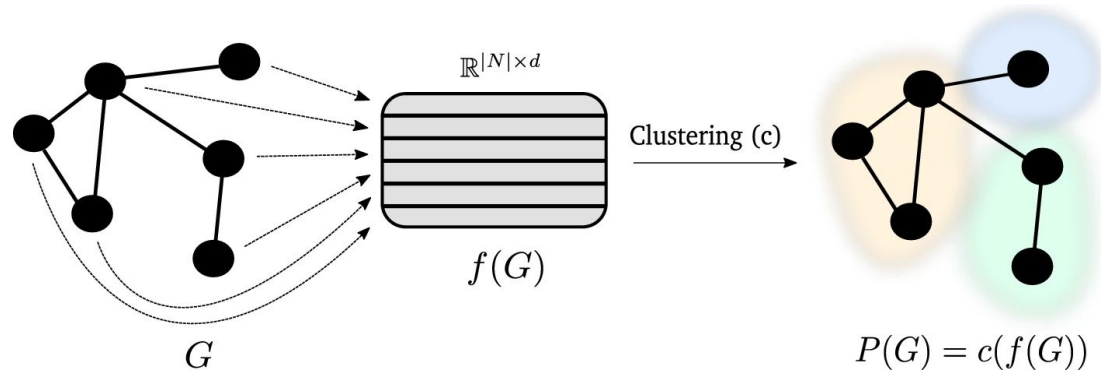 ℝ^{|N|×d}
Clustering (c)
f(G)
G
P(G) = c(f(G))